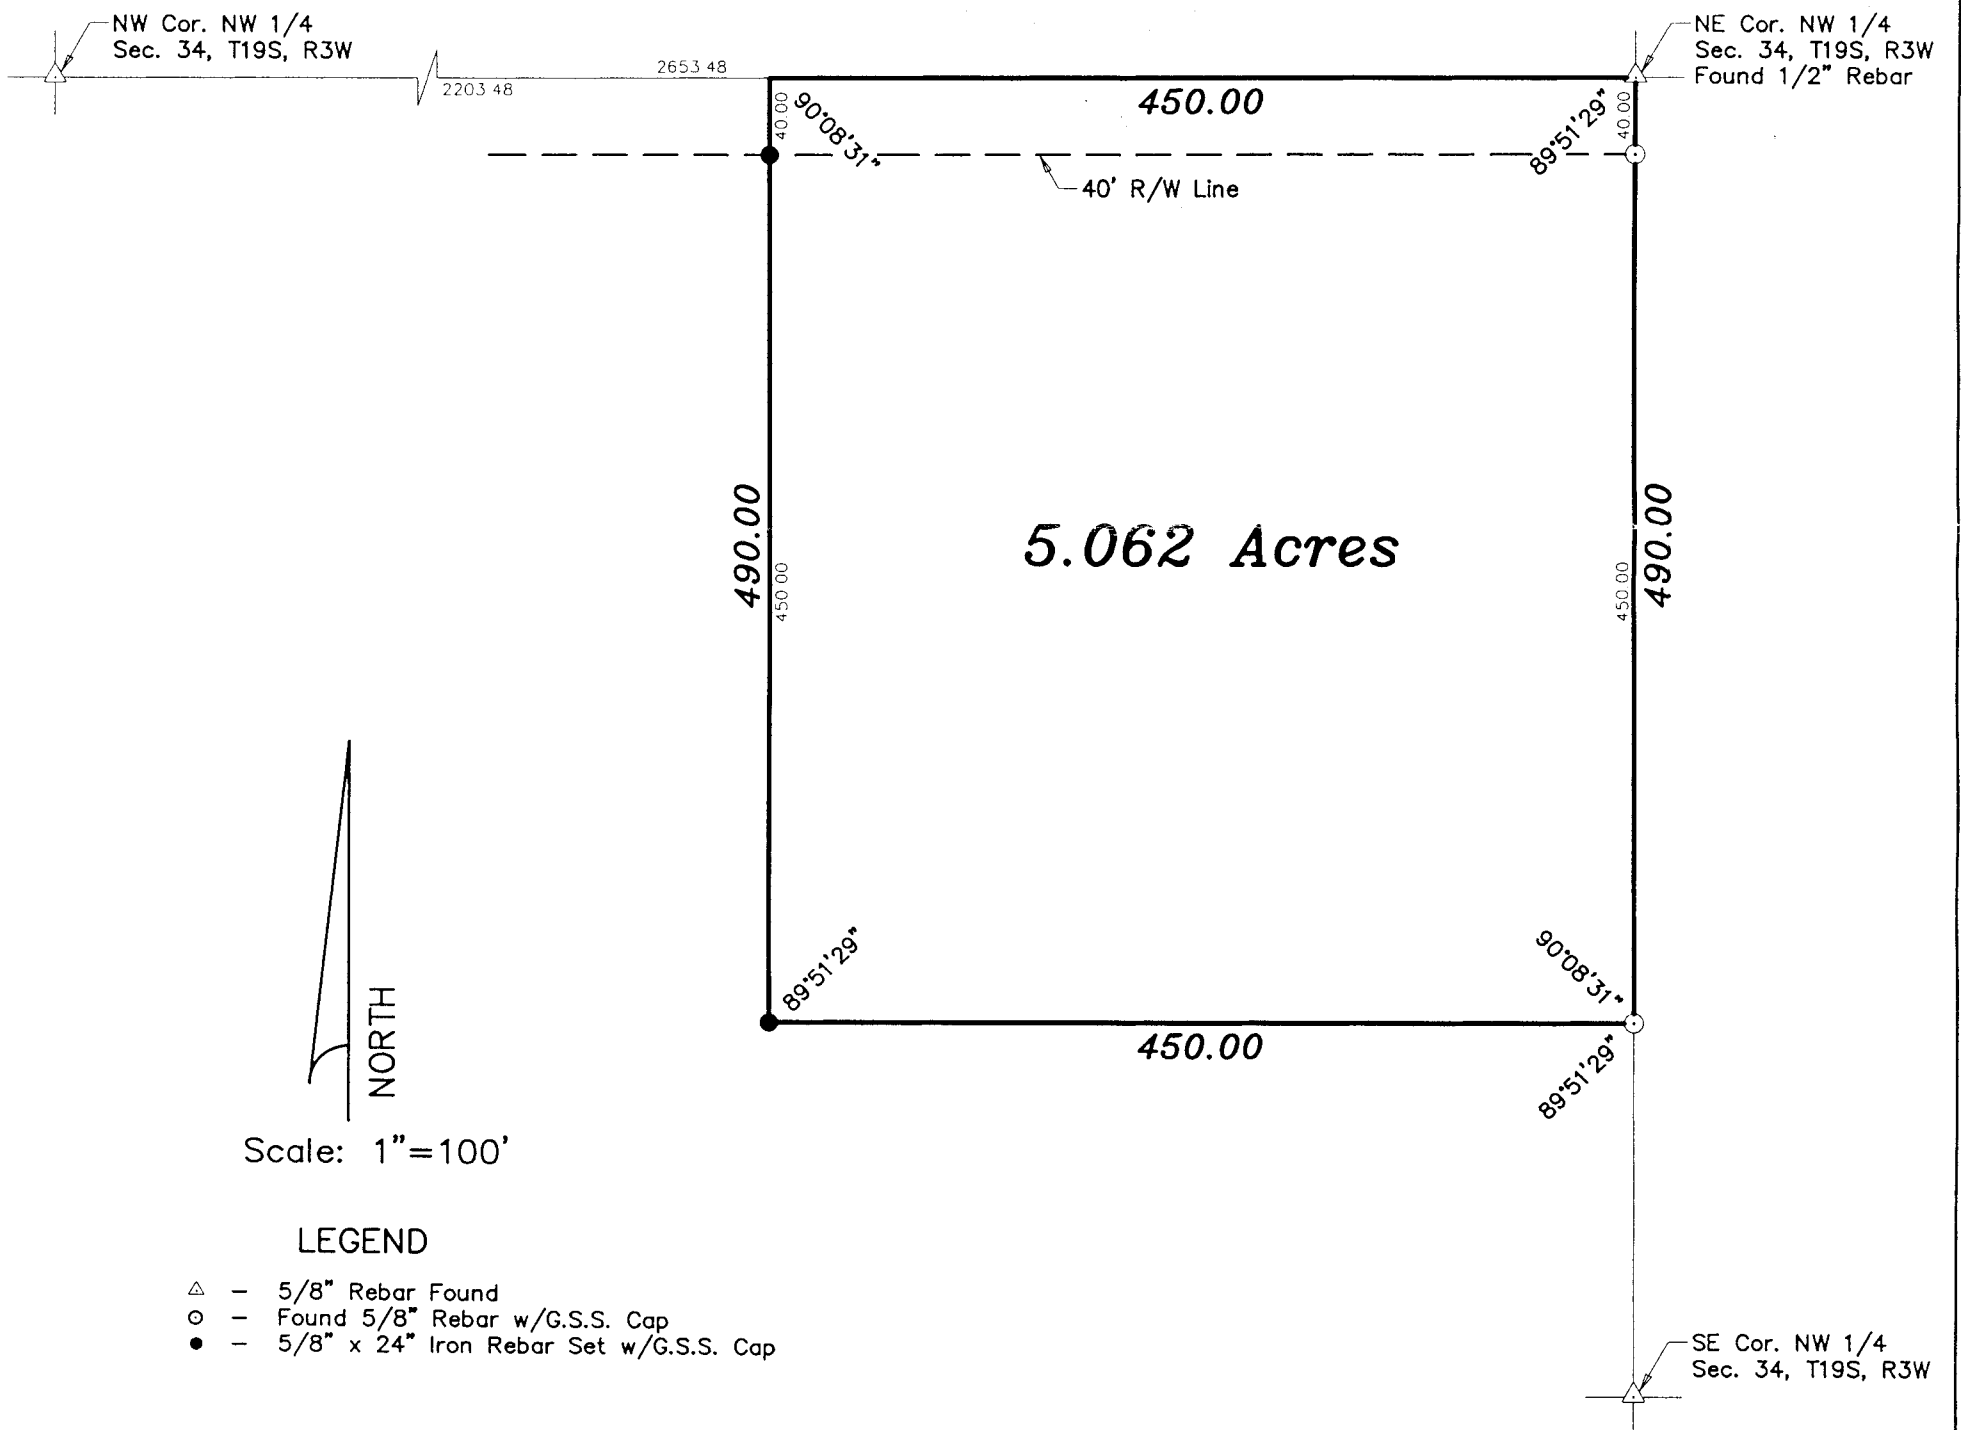 NW Cor. NW 1/4
Sec. 34, T19S, R3W
NE Cor. NW 1/4
Sec. 34, T19S, R3W
Found 1/2" Rebar
2653 48
2203 48
450.00
40.00
90°08'31"
89°51'29"
40.00
40' R/W Line
490.00
450 00
5.062 Acres
450 00
490.00
89°51'29"
90°08'31"
450.00
89°51'29"
NORTH
Scale: 1"=100'
LEGEND
△ – 5/8" Rebar Found
⊙ – Found 5/8" Rebar w/G.S.S. Cap
● – 5/8" x 24" Iron Rebar Set w/G.S.S. Cap
SE Cor. NW 1/4
Sec. 34, T19S, R3W